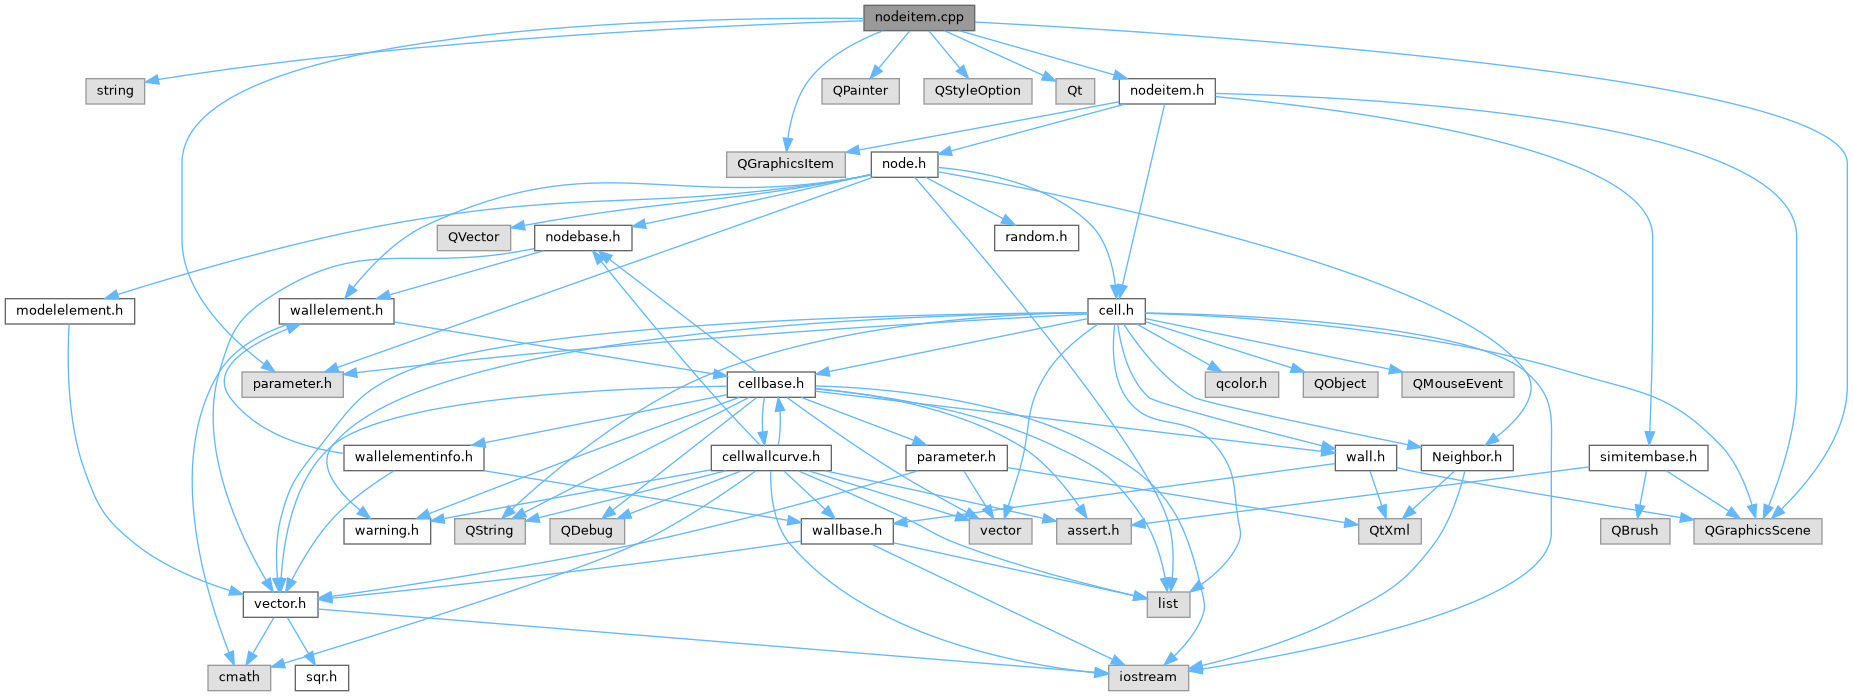 nodeitem.cpp
string
QPainter
QStyleOption
Qt
nodeitem.h
QGraphicsItem
node.h
QVector
nodebase.h
random.h
modelelement.h
wallelement.h
cell.h
parameter.h
cellbase.h
qcolor.h
QObject
QMouseEvent
wallelementinfo.h
cellwallcurve.h
parameter.h
wall.h
Neighbor.h
simitembase.h
warning.h
QString
QDebug
wallbase.h
vector
assert.h
QtXml
QBrush
QGraphicsScene
vector.h
list
cmath
sqr.h
iostream